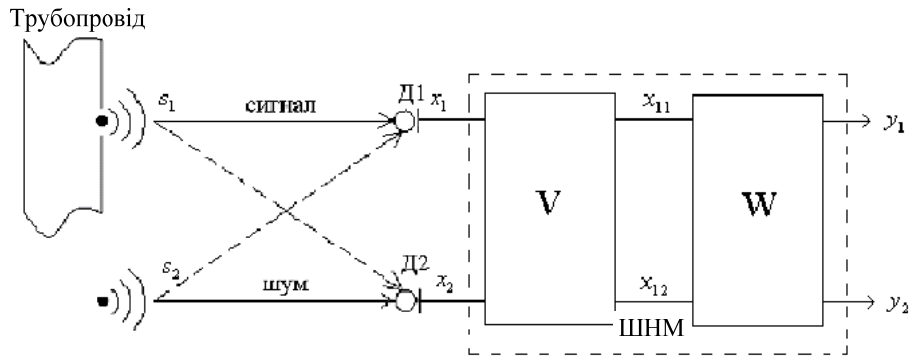 Трубопровід
s₁
сигнал
Д1
x₁
x₁₁
y₁
V
W
s₂
шум
Д2
x₂
x₁₂
y₂
ШНМ